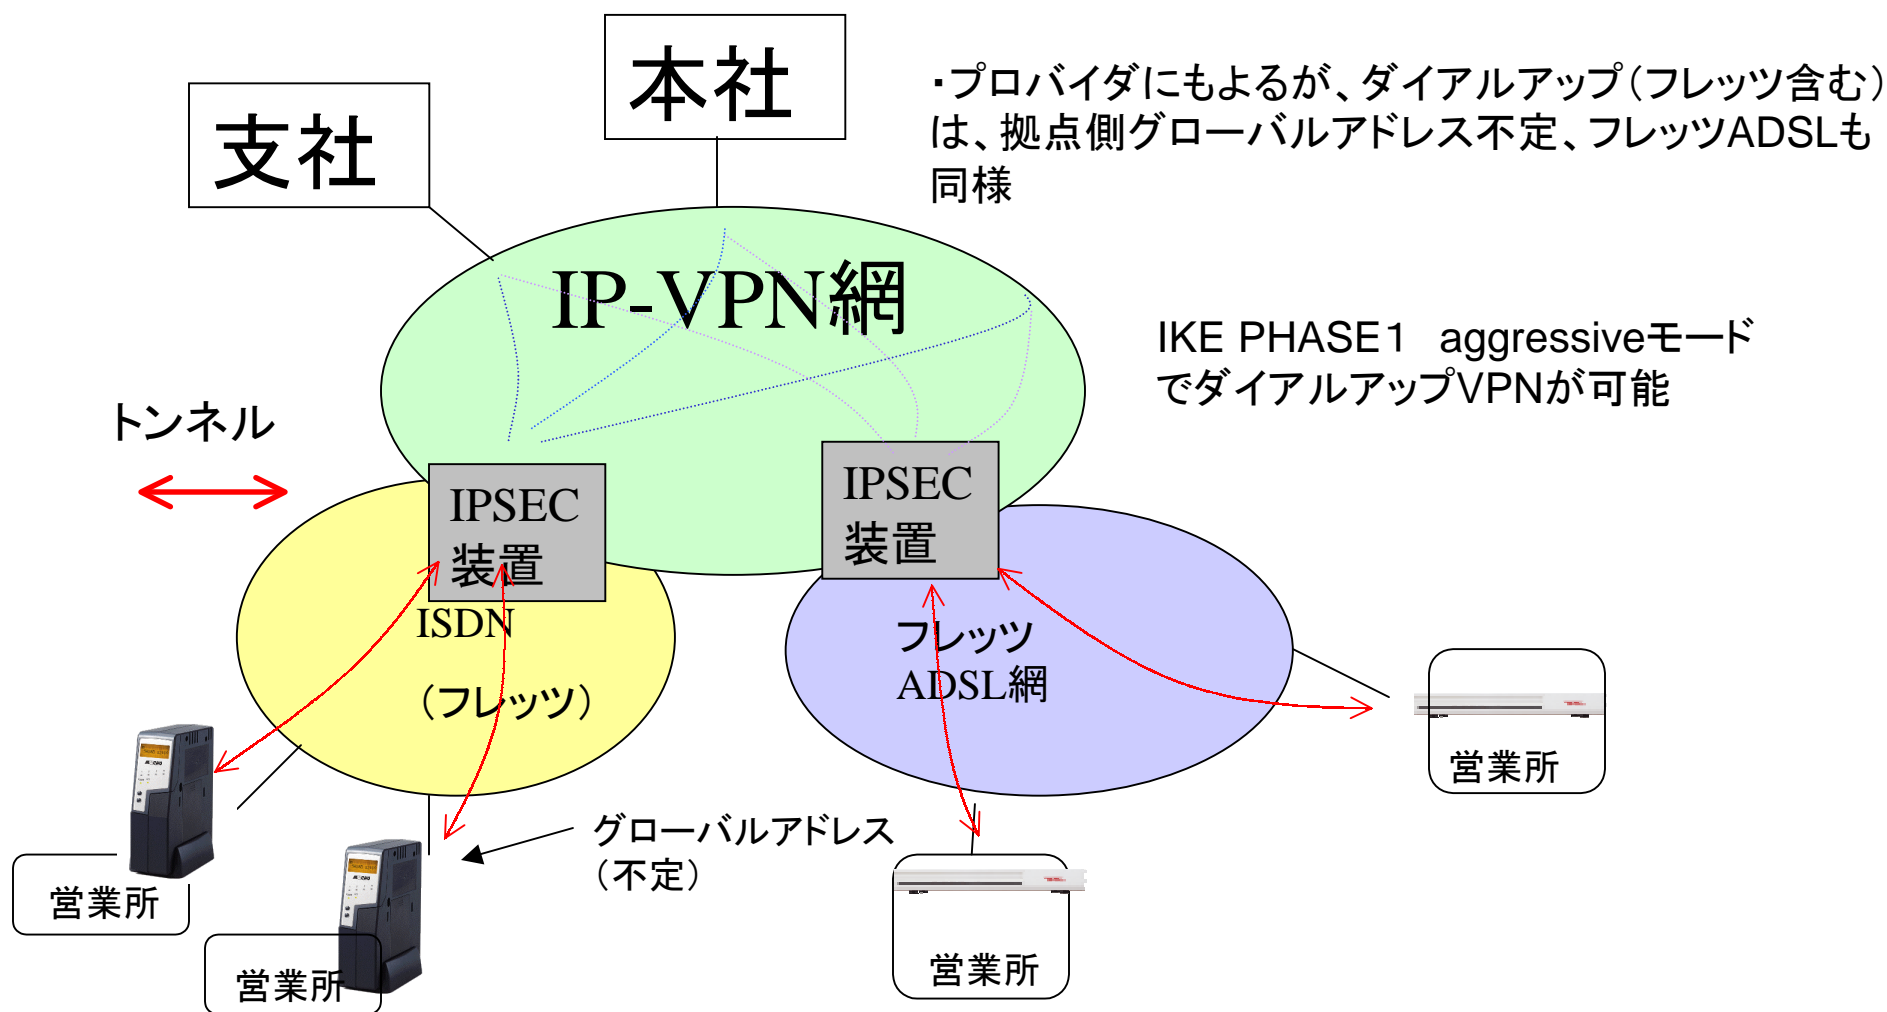 本社
支社
・プロバイダにもよるが、ダイアルアップ（フレッツ含む）
は、拠点側グローバルアドレス不定、フレッツADSLも
同様
IP-VPN網
IKE PHASE１　aggressiveモード
でダイアルアップVPNが可能
トンネル
IPSEC
装置
IPSEC
装置
ISDN
（フレッツ）
フレッツ
ADSL網
営業所
グローバルアドレス
（不定）
営業所
営業所
営業所